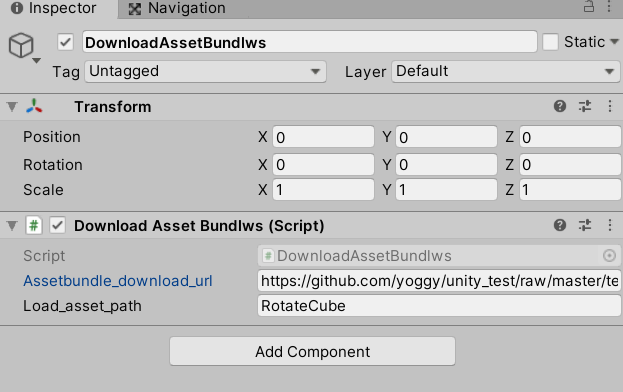 Inspector Navigation
DownloadAssetBundlws Static
Tag Untagged Layer Default
Transform
Position X 0 Y 0 Z 0
Rotation X 0 Y 0 Z 0
Scale X 1 Y 1 Z 1
# Download Asset Bundlws (Script)
Script # DownloadAssetBundlws
Assetbundle_download_url https://github.com/yoggy/unity_test/raw/master/te
Load_asset_path RotateCube
Add Component